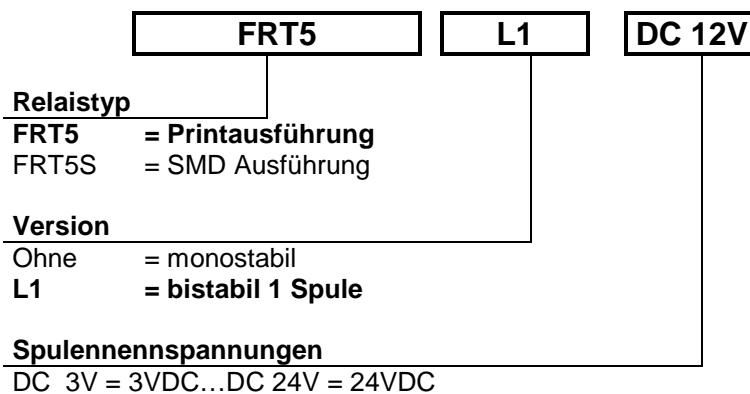 FRT5 L1 DC 12V
Relaistyp
FRT5 = Printausführung
FRT5S = SMD Ausführung
Version
Ohne = monostabil
L1 = bistabil 1 Spule
Spulennennspannungen
DC 3V = 3VDC…DC 24V = 24VDC